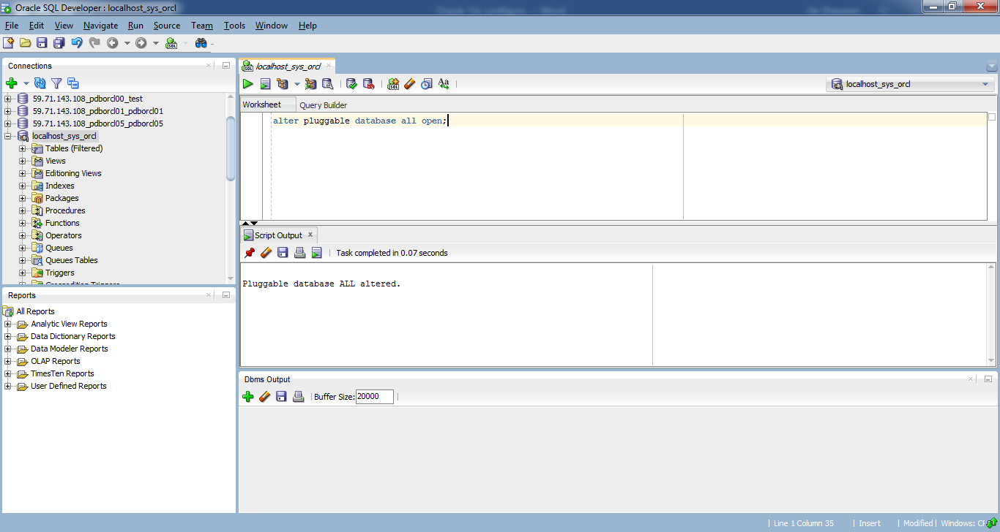 Oracle SQL Developer : localhost_sys_orcl
File Edit View Navigate Run Source Team Tools Window Help
Connections
59.71.143.108_pdborcl00_test
59.71.143.108_pdborcl01_pdborcl01
59.71.143.108_pdborcl05_pdborcl05
localhost_sys_orcl
Tables (Filtered)
Views
Editioning Views
Indexes
Packages
Procedures
Functions
Operators
Queues
Queues Tables
Triggers
Reports
All Reports
Analytic View Reports
Data Dictionary Reports
Data Modeler Reports
OLAP Reports
TimesTen Reports
User Defined Reports
localhost_sys_orcl
localhost_sys_orcl
Worksheet Query Builder
alter pluggable database all open;
Script Output
Task completed in 0.07 seconds
Pluggable database ALL altered.
Dbms Output
Buffer Size: 20000
Line 1 Column 35 Insert Modified Windows: